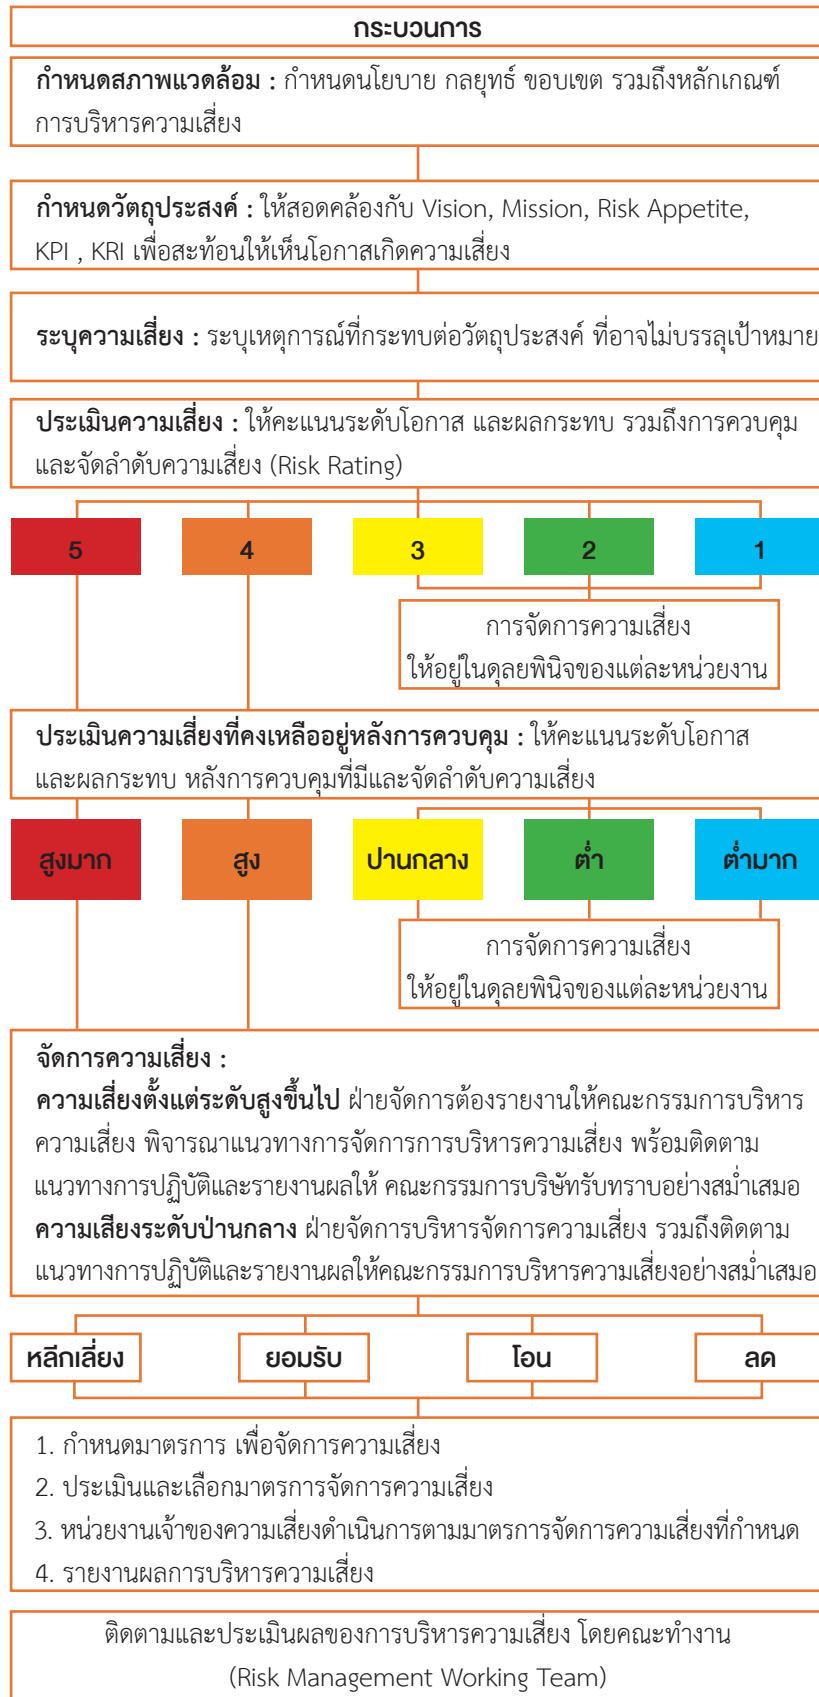 กระบวนการ
กำหนดสภาพแวดล้อม : กำหนดนโยบาย กลยุทธ์ ขอบเขต รวมถึงหลักเกณฑ์
การบริหารความเสี่ยง
กำหนดวัตถุประสงค์ : ให้สอดคล้องกับ Vision, Mission, Risk Appetite,
KPI , KRI เพื่อสะท้อนให้เห็นโอกาสเกิดความเสี่ยง
ระบุความเสี่ยง : ระบุเหตุการณ์ที่กระทบต่อวัตถุประสงค์ ที่อาจไม่บรรลุเป้าหมาย
ประเมินความเสี่ยง : ให้คะแนนระดับโอกาส และผลกระทบ รวมถึงการควบคุม
และจัดลำดับความเสี่ยง (Risk Rating)
5 4 3 2 1
การจัดการความเสี่ยง
ให้อยู่ในดุลยพินิจของแต่ละหน่วยงาน
ประเมินความเสี่ยงที่คงเหลืออยู่หลังการควบคุม : ให้คะแนนระดับโอกาส
และผลกระทบ หลังการควบคุมที่มีและจัดลำดับความเสี่ยง
สูงมาก สูง ปานกลาง ต่ำ ต่ำมาก
การจัดการความเสี่ยง
ให้อยู่ในดุลยพินิจของแต่ละหน่วยงาน
จัดการความเสี่ยง :
ความเสี่ยงตั้งแต่ระดับสูงขึ้นไป ฝ่ายจัดการต้องรายงานให้คณะกรรมการบริหาร
ความเสี่ยง พิจารณาแนวทางการจัดการการบริหารความเสี่ยง พร้อมติดตาม
แนวทางการปฏิบัติและรายงานผลให้ คณะกรรมการบริษัทรับทราบอย่างสม่ำเสมอ
ความเสียงระดับป่านกลาง ฝ่ายจัดการบริหารจัดการความเสี่ยง รวมถึงติดตาม
แนวทางการปฏิบัติและรายงานผลให้คณะกรรมการบริหารความเสี่ยงอย่างสม่ำเสมอ
หลีกเลี่ยง ยอมรับ โอน ลด
1. กำหนดมาตรการ เพื่อจัดการความเสี่ยง
2. ประเมินและเลือกมาตรการจัดการความเสี่ยง
3. หน่วยงานเจ้าของความเสี่ยงดำเนินการตามมาตรการจัดการความเสี่ยงที่กำหนด
4. รายงานผลการบริหารความเสี่ยง
ติดตามและประเมินผลของการบริหารความเสี่ยง โดยคณะทำงาน
(Risk Management Working Team)